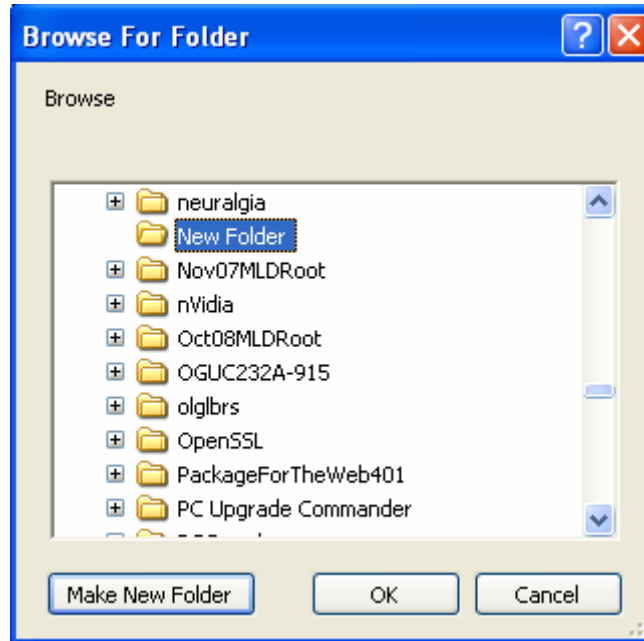 Browse For Folder
Browse
neuralgia
New Folder
Nov07MLDRoot
nVidia
Oct08MLDRoot
OGUC232A-915
olglbrs
OpenSSL
PackageForTheWeb401
PC Upgrade Commander
Make New Folder
OK
Cancel